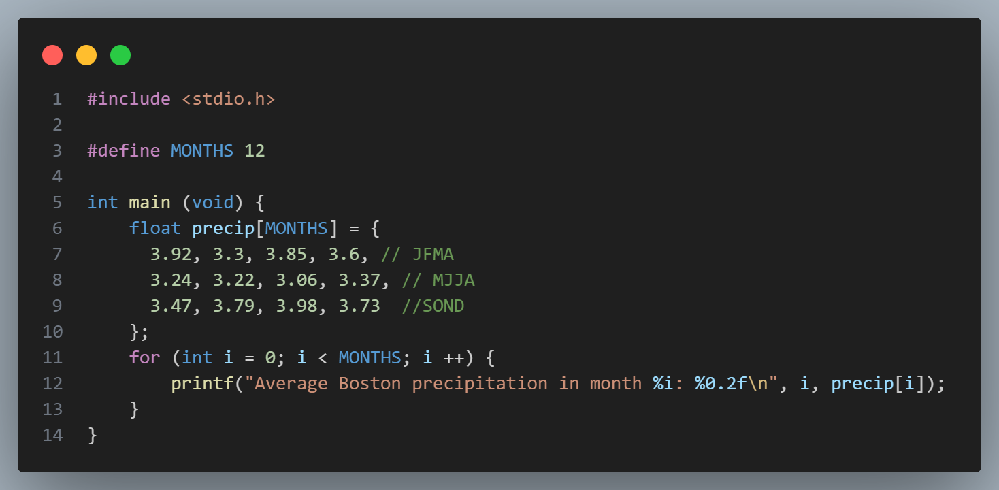 1 #include <stdio.h>
2
3 #define MONTHS 12
4
5 int main (void) {
6     float precip[MONTHS] = {
7       3.92, 3.3, 3.85, 3.6, // JFMA
8       3.24, 3.22, 3.06, 3.37, // MJJA
9       3.47, 3.79, 3.98, 3.73  //SOND
10     };
11     for (int i = 0; i < MONTHS; i ++) {
12         printf("Average Boston precipitation in month %i: %0.2f\n", i, precip[i]);
13     }
14 }